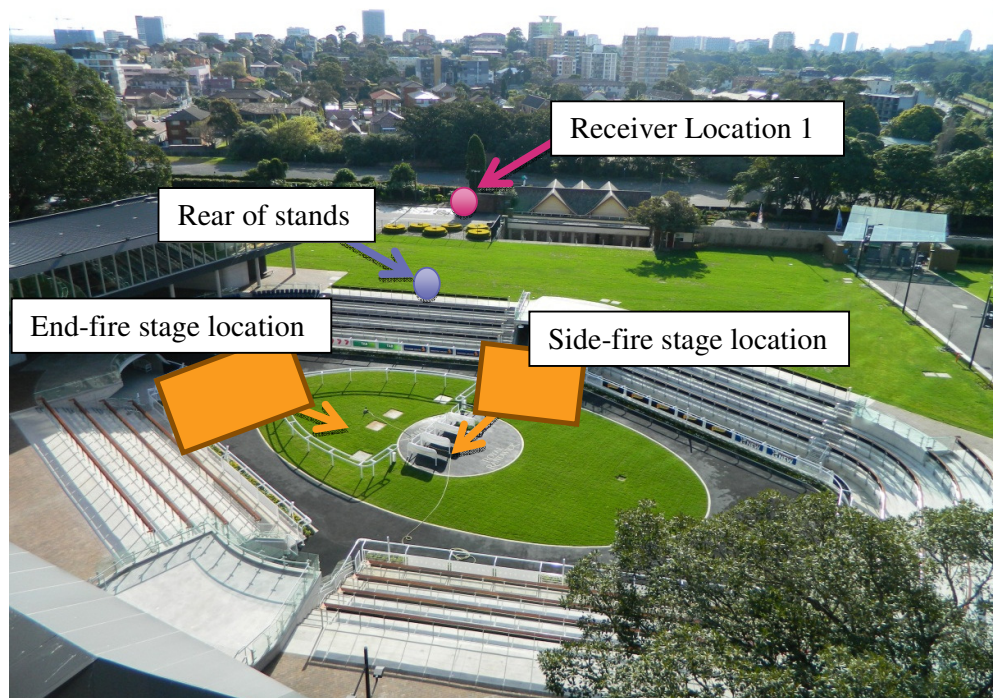 Receiver Location 1
Rear of stands
End-fire stage location
Side-fire stage location